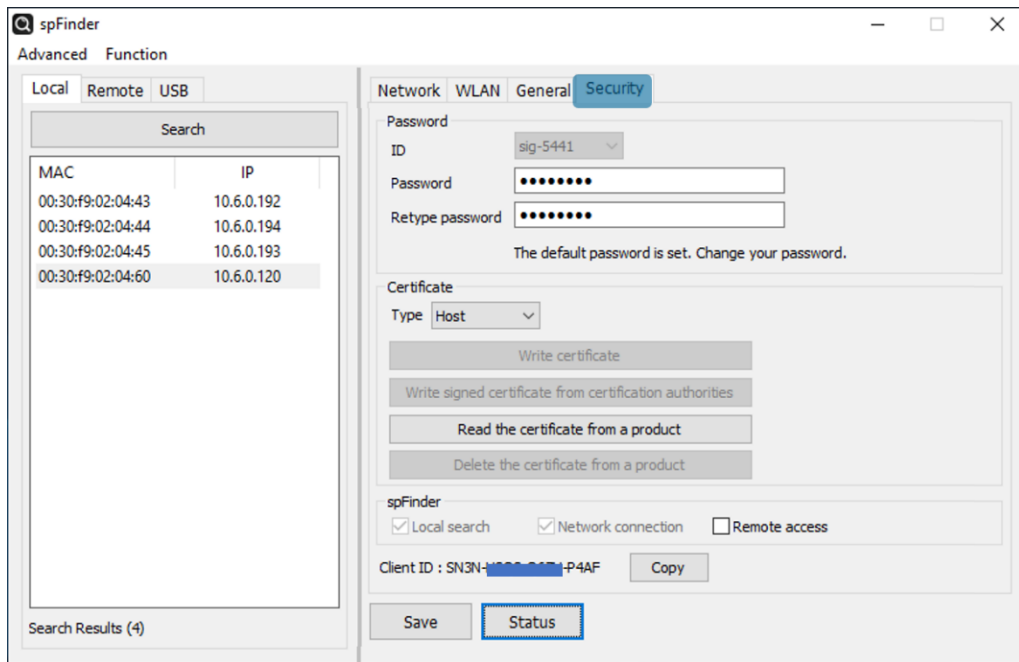 spFinder
Advanced Function
Local Remote USB
Search
MAC IP
00:30:f9:02:04:43 10.6.0.192
00:30:f9:02:04:44 10.6.0.194
00:30:f9:02:04:45 10.6.0.193
00:30:f9:02:04:60 10.6.0.120
Search Results (4)
Network WLAN General Security
Password
ID sig-5441
Password ●●●●●●●●
Retype password ●●●●●●●●
The default password is set. Change your password.
Certificate
Type Host
Write certificate
Write signed certificate from certification authorities
Read the certificate from a product
Delete the certificate from a product
spFinder
Local search Network connection Remote access
Client ID : SN3N- -P4AF Copy
Save Status